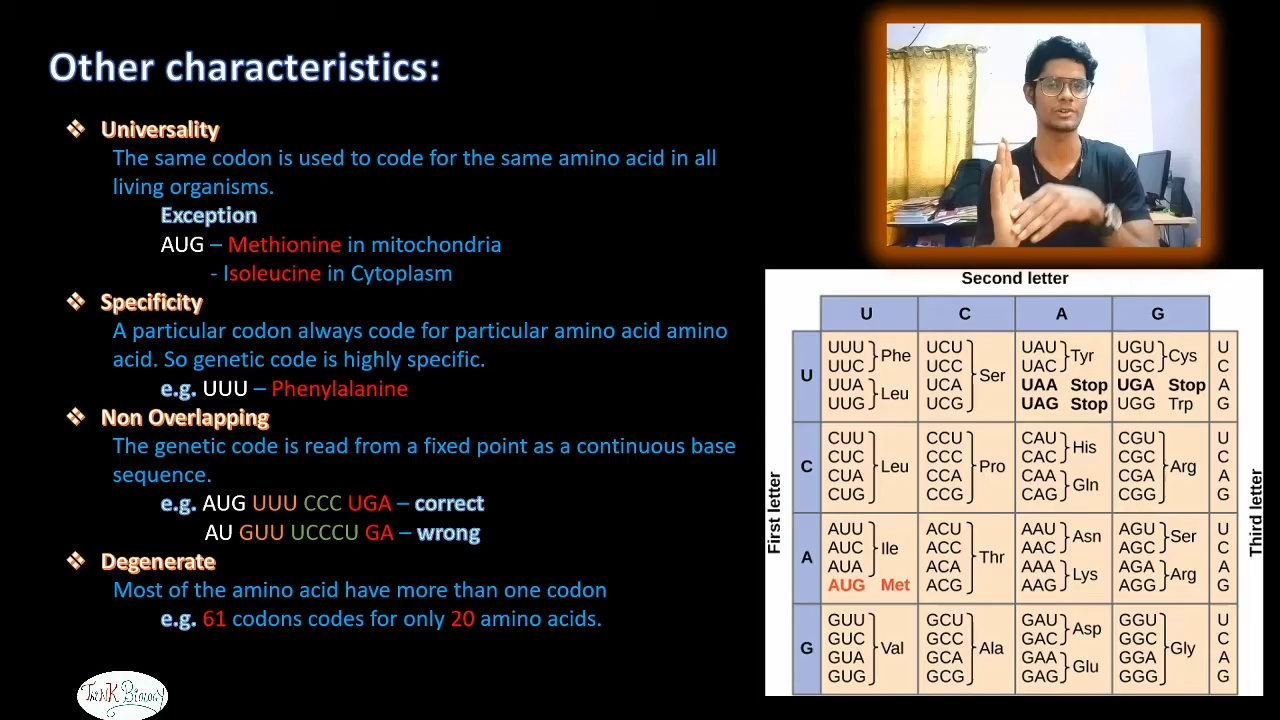 Other characteristics:
❖ Universality
The same codon is used to code for the same amino acid in all
living organisms.
Exception
AUG – Methionine in mitochondria
- Isoleucine in Cytoplasm
❖ Specificity
A particular codon always code for particular amino acid amino
acid. So genetic code is highly specific.
e.g. UUU – Phenylalanine
❖ Non Overlapping
The genetic code is read from a fixed point as a continuous base
sequence.
e.g. AUG UUU CCC UGA – correct
AU GUU UCCCU GA – wrong
❖ Degenerate
Most of the amino acid have more than one codon
e.g. 61 codons codes for only 20 amino acids.
ThiNK Biology
Second letter
U C A G
First letter
Third letter
U
UUU UCU UAU UGU U
UUC Phe UCC UAC Tyr UGC Cys C
UUA UCA Ser UAA Stop UGA Stop A
UUG Leu UCG UAG Stop UGG Trp G
C
CUU CCU CAU CGU U
CUC CCC CAC His CGC C
CUA Leu CCA Pro CAA CGA Arg A
CUG CCG CAG Gln CGG G
A
AUU ACU AAU AGU U
AUC Ile ACC AAC Asn AGC Ser C
AUA ACA Thr AAA AGA A
AUG Met ACG AAG Lys AGG Arg G
G
GUU GCU GAU GGU U
GUC GCC GAC Asp GGC C
GUA Val GCA Ala GAA GGA Gly A
GUG GCG GAG Glu GGG G